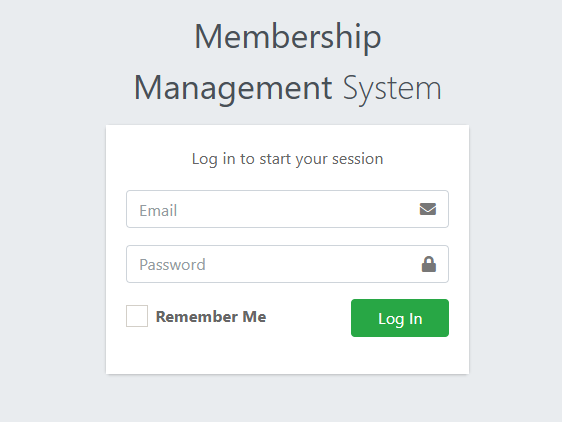 Membership
Management System
Log in to start your session
Email
Password
Remember Me
Log In